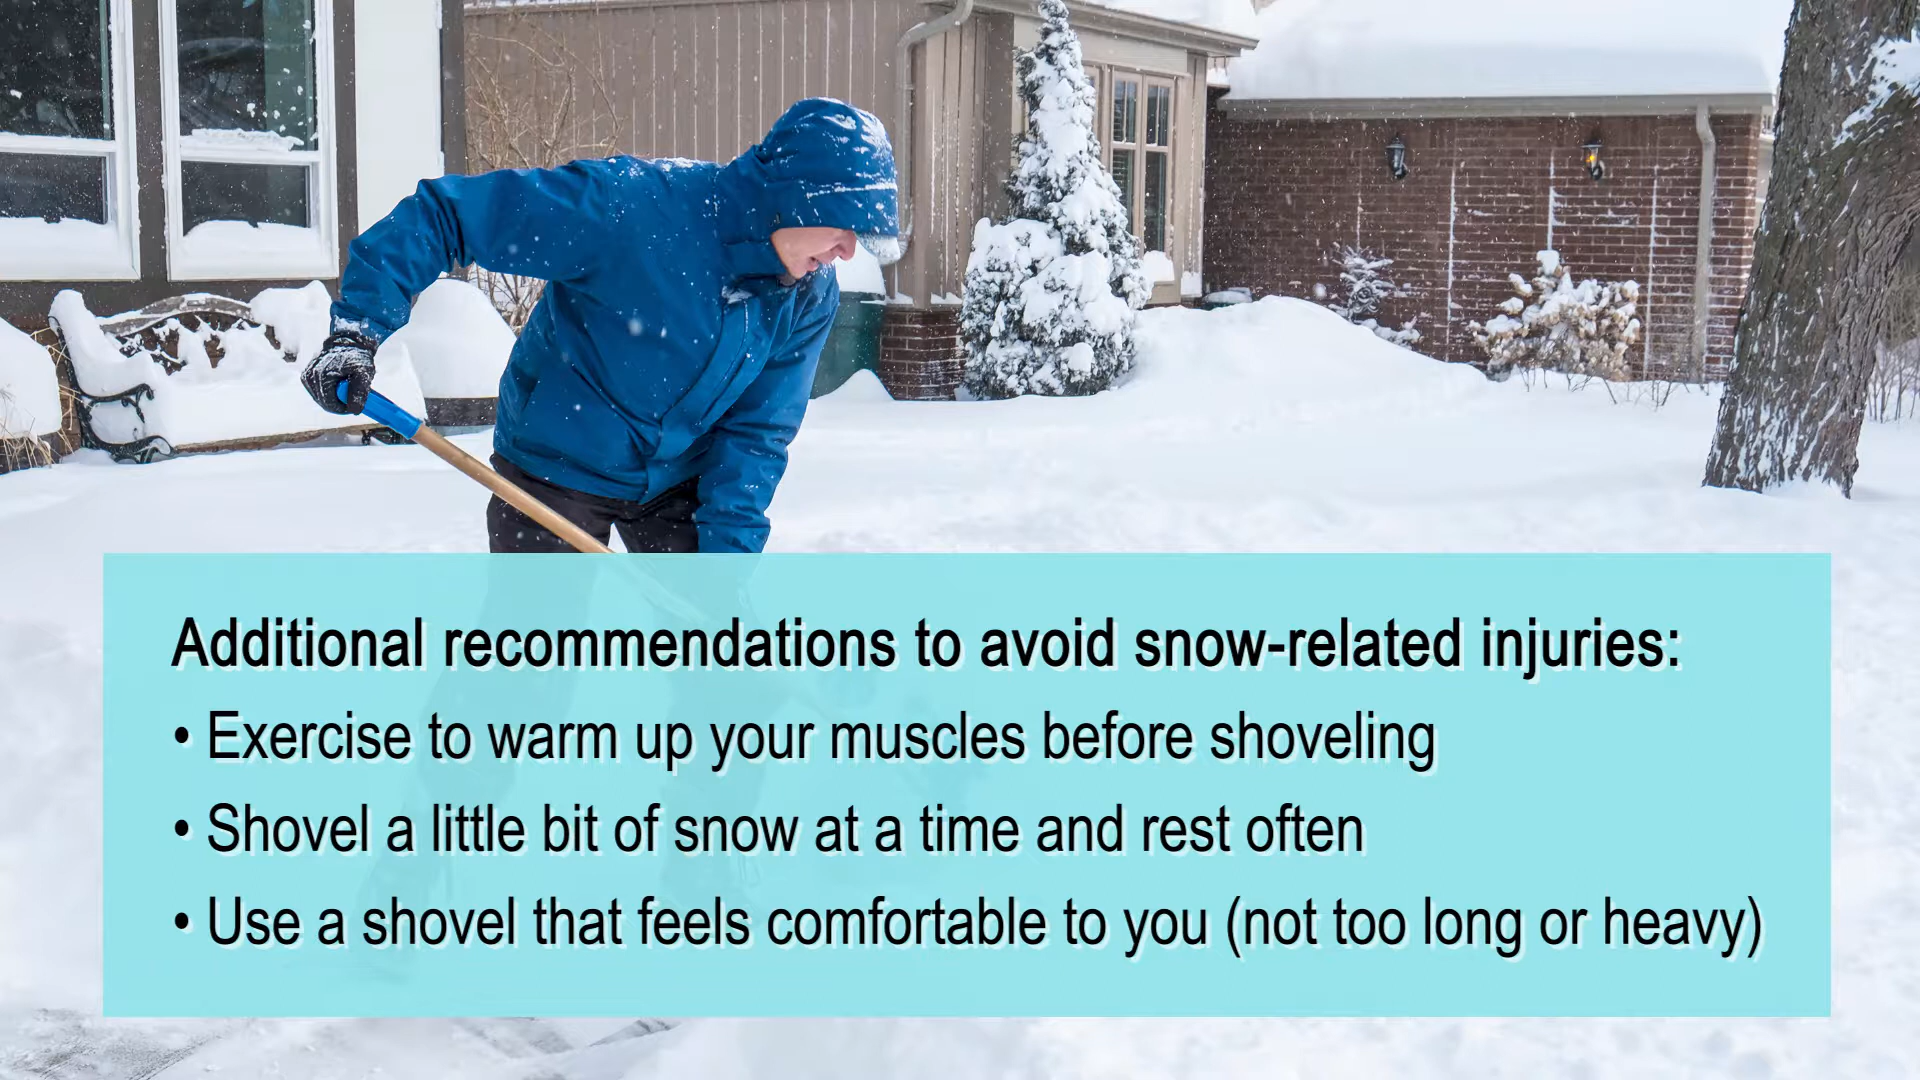 Additional recommendations to avoid snow-related injuries:
• Exercise to warm up your muscles before shoveling
• Shovel a little bit of snow at a time and rest often
• Use a shovel that feels comfortable to you (not too long or heavy)